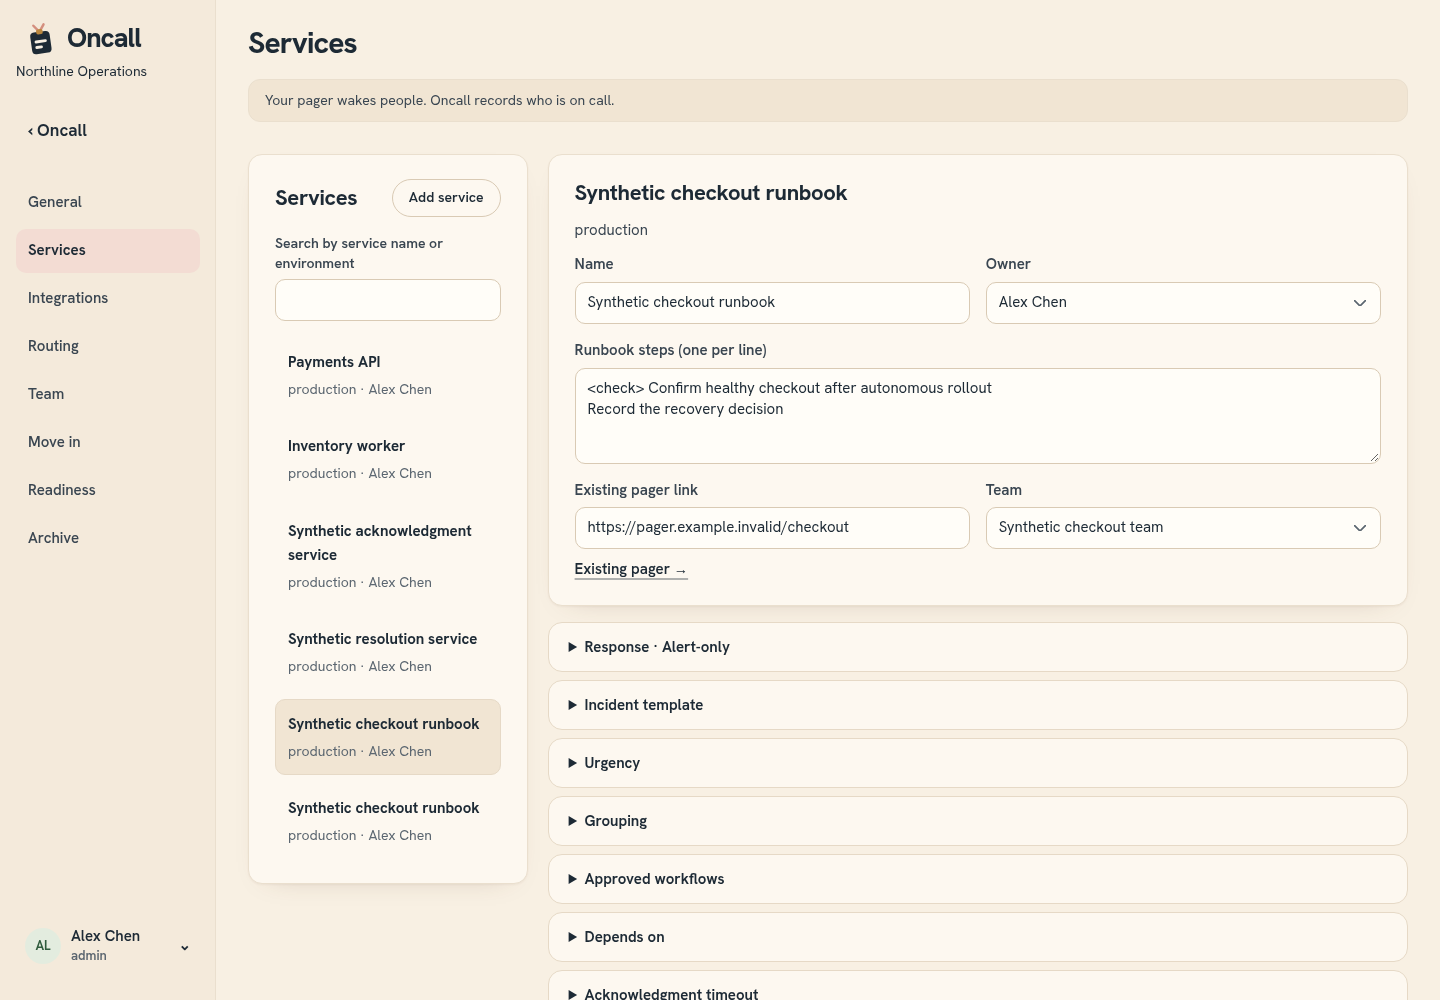 Oncall
Northline Operations
‹ Oncall
General
Services
Integrations
Routing
Team
Move in
Readiness
Archive
AL
Alex Chen
admin
Services
Your pager wakes people. Oncall records who is on call.
Services
Add service
Search by service name or
environment
Payments API
production · Alex Chen
Inventory worker
production · Alex Chen
Synthetic acknowledgment
service
production · Alex Chen
Synthetic resolution service
production · Alex Chen
Synthetic checkout runbook
production · Alex Chen
Synthetic checkout runbook
production · Alex Chen
Synthetic checkout runbook
production
Name
Owner
Synthetic checkout runbook
Alex Chen
Runbook steps (one per line)
<check> Confirm healthy checkout after autonomous rollout
Record the recovery decision
Existing pager link
Team
https://pager.example.invalid/checkout
Synthetic checkout team
Existing pager →
Response · Alert-only
Incident template
Urgency
Grouping
Approved workflows
Depends on
Acknowledgment timeout